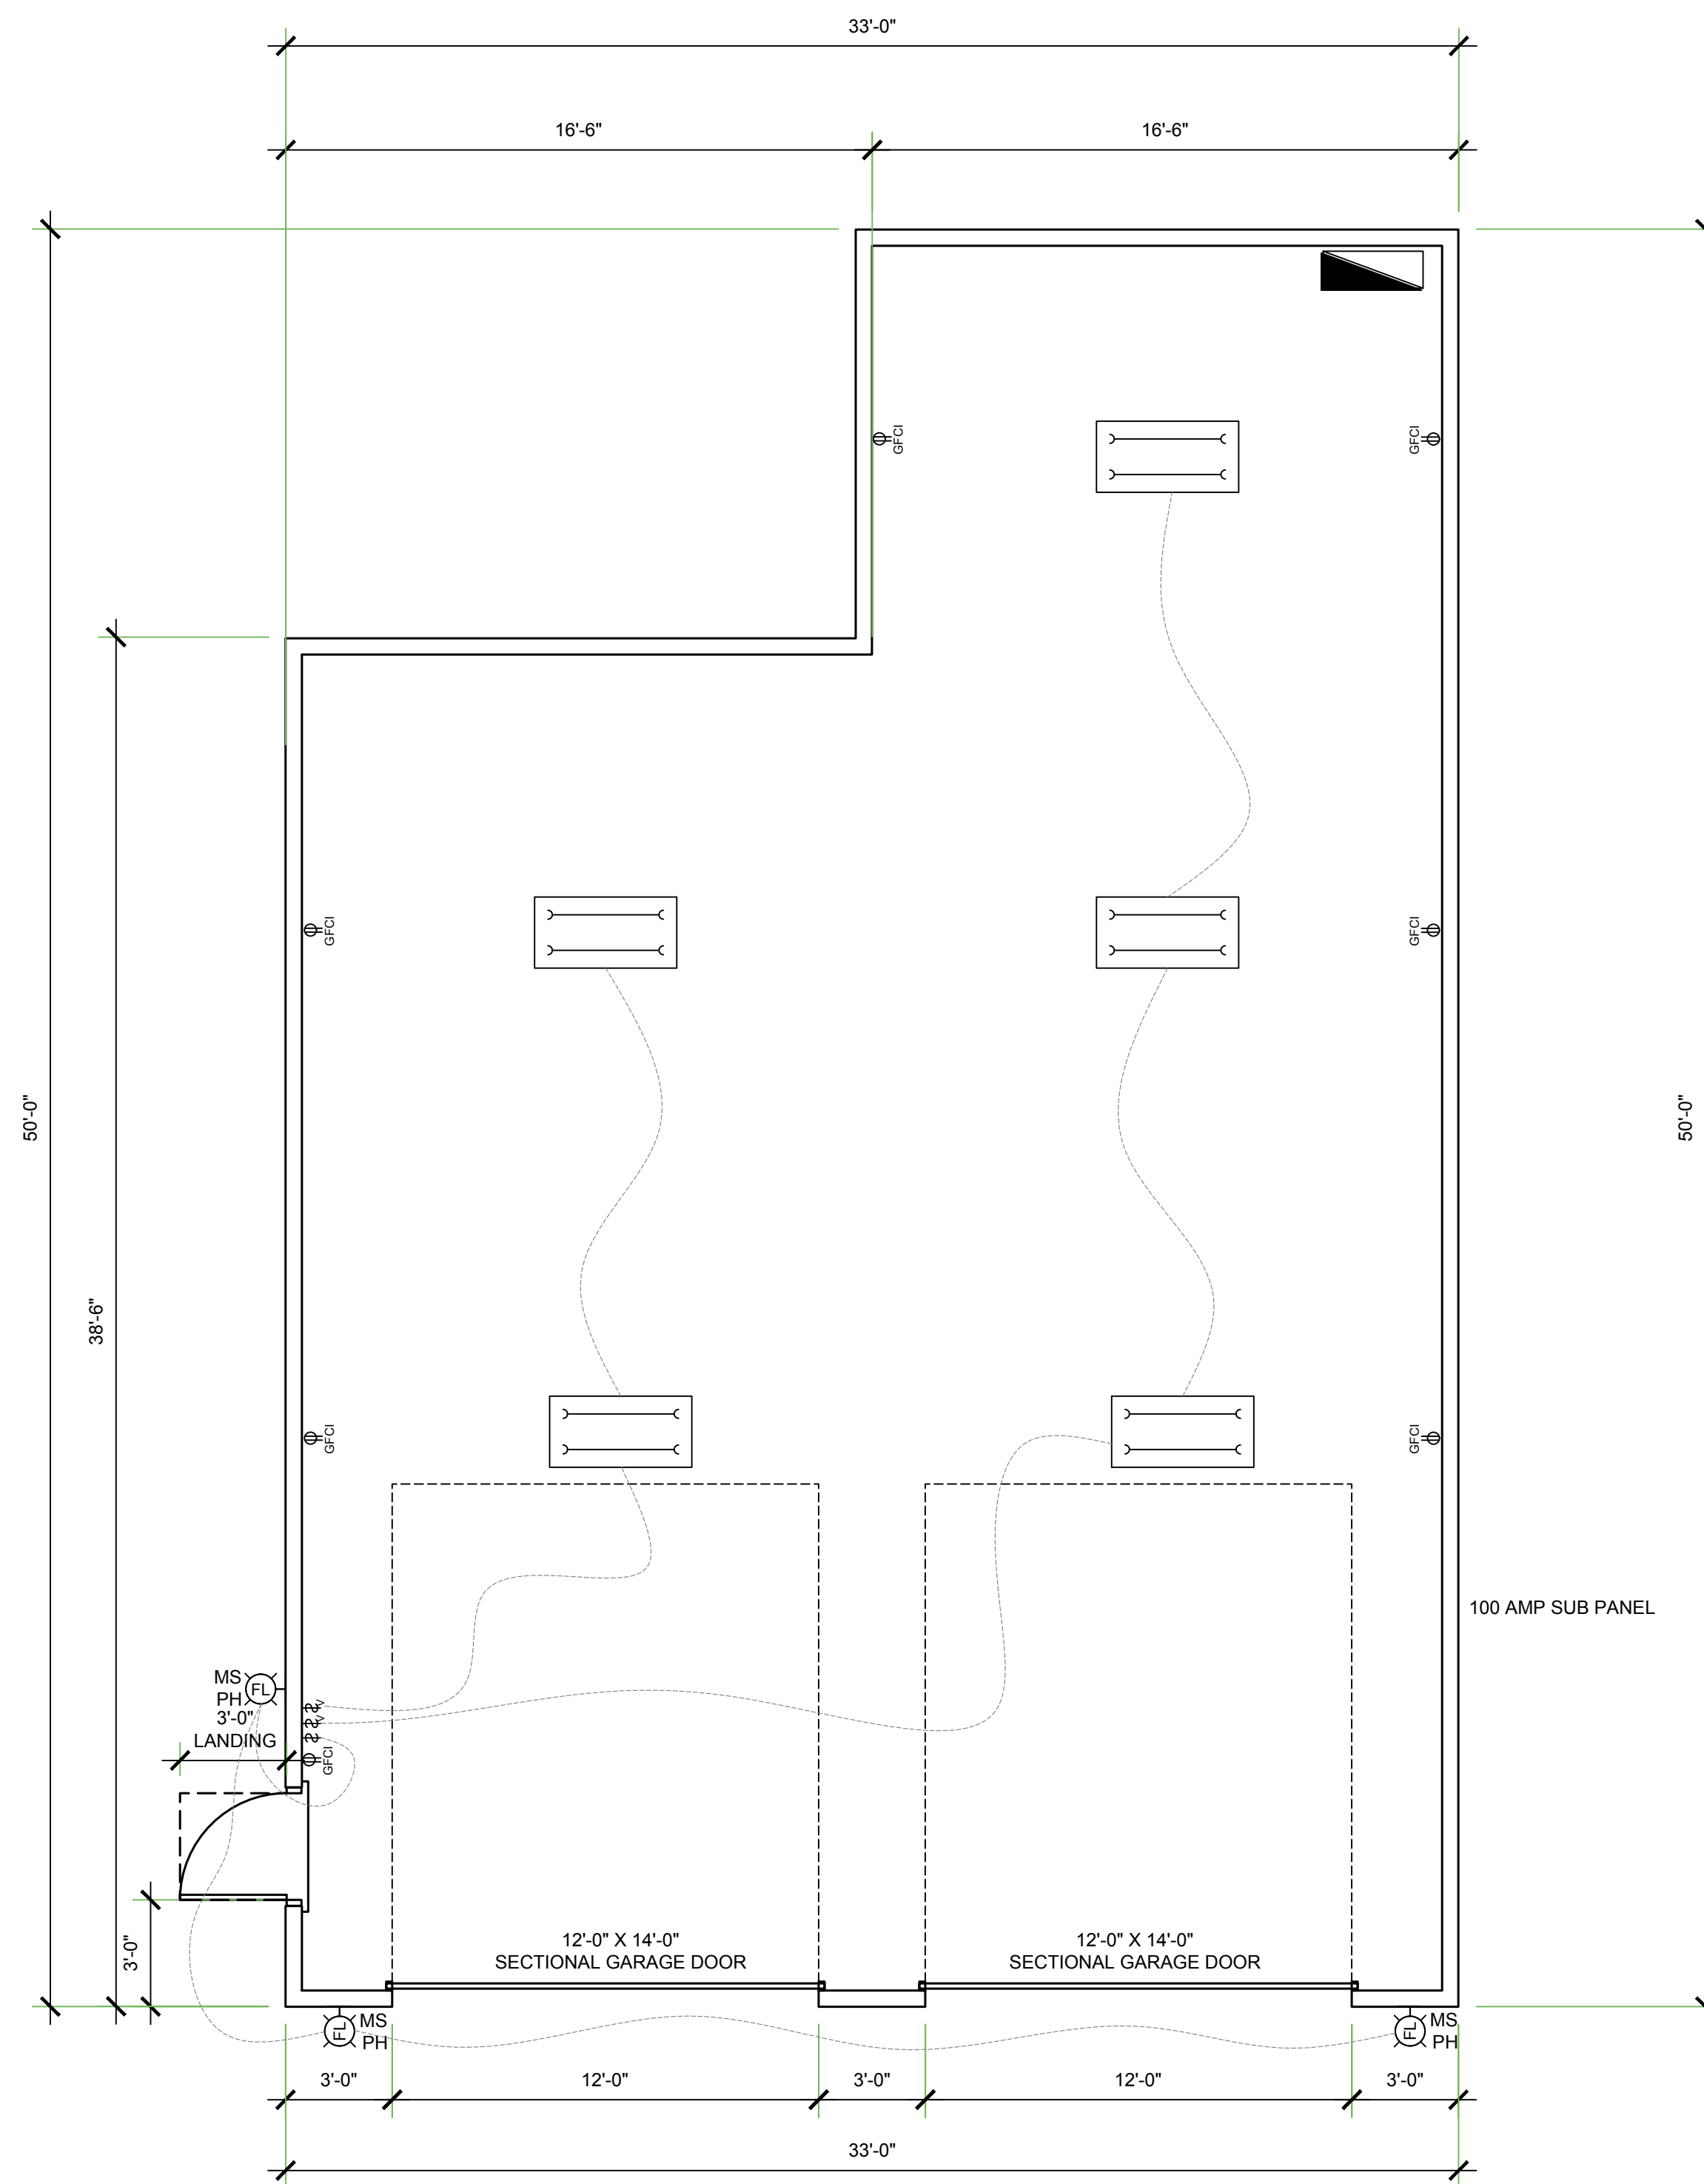 33'-0"
16'-6"
16'-6"
GFCI
GFCI
GFCI
GFCI
50'-0"
50'-0"
38'-6"
GFCI
GFCI
100 AMP SUB PANEL
MS
PH
FL
3'-0"
LANDING
V
V
GFCI
3'-0"
12'-0" X 14'-0"
SECTIONAL GARAGE DOOR
12'-0" X 14'-0"
SECTIONAL GARAGE DOOR
FL
MS
PH
FL
MS
PH
3'-0"
12'-0"
3'-0"
12'-0"
3'-0"
33'-0"